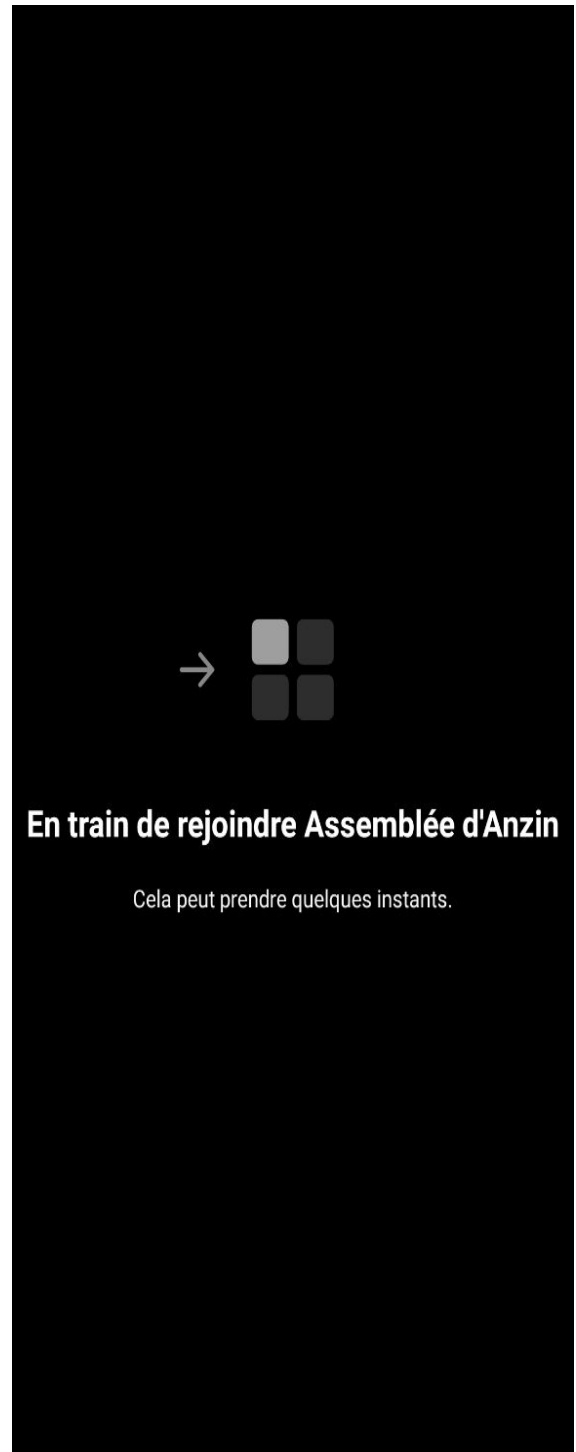 En train de rejoindre Assemblée d'Anzin
Cela peut prendre quelques instants.